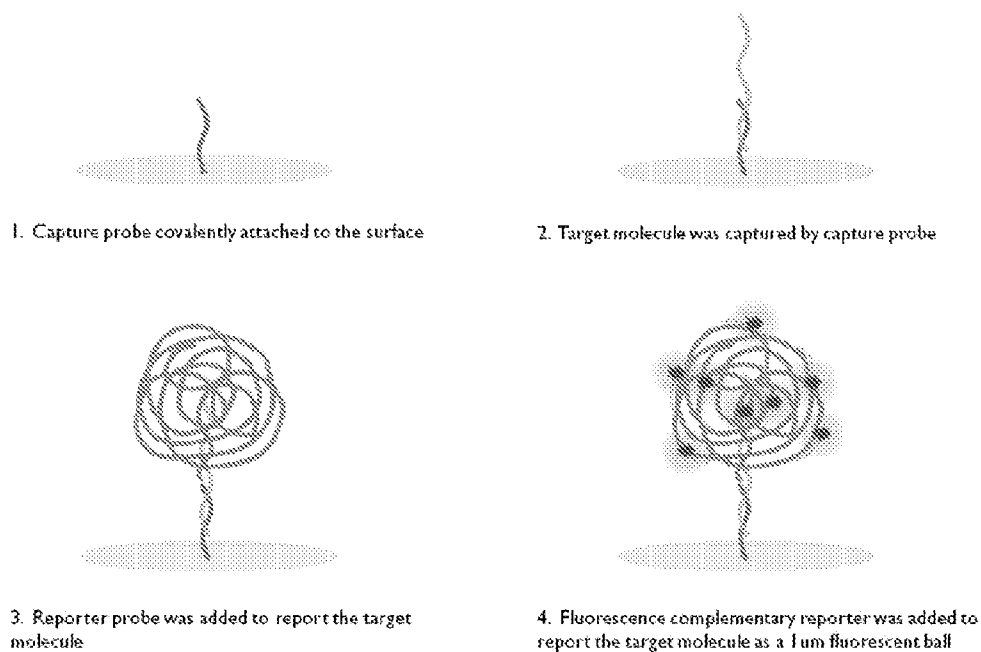 1. Capture probe covalently attached to the surface
2. Target molecule was captured by capture probe
3. Reporter probe was added to report the target
molecule
4. Fluorescence complementary reporter was added to
report the target molecule as a 1um fluorescent ball